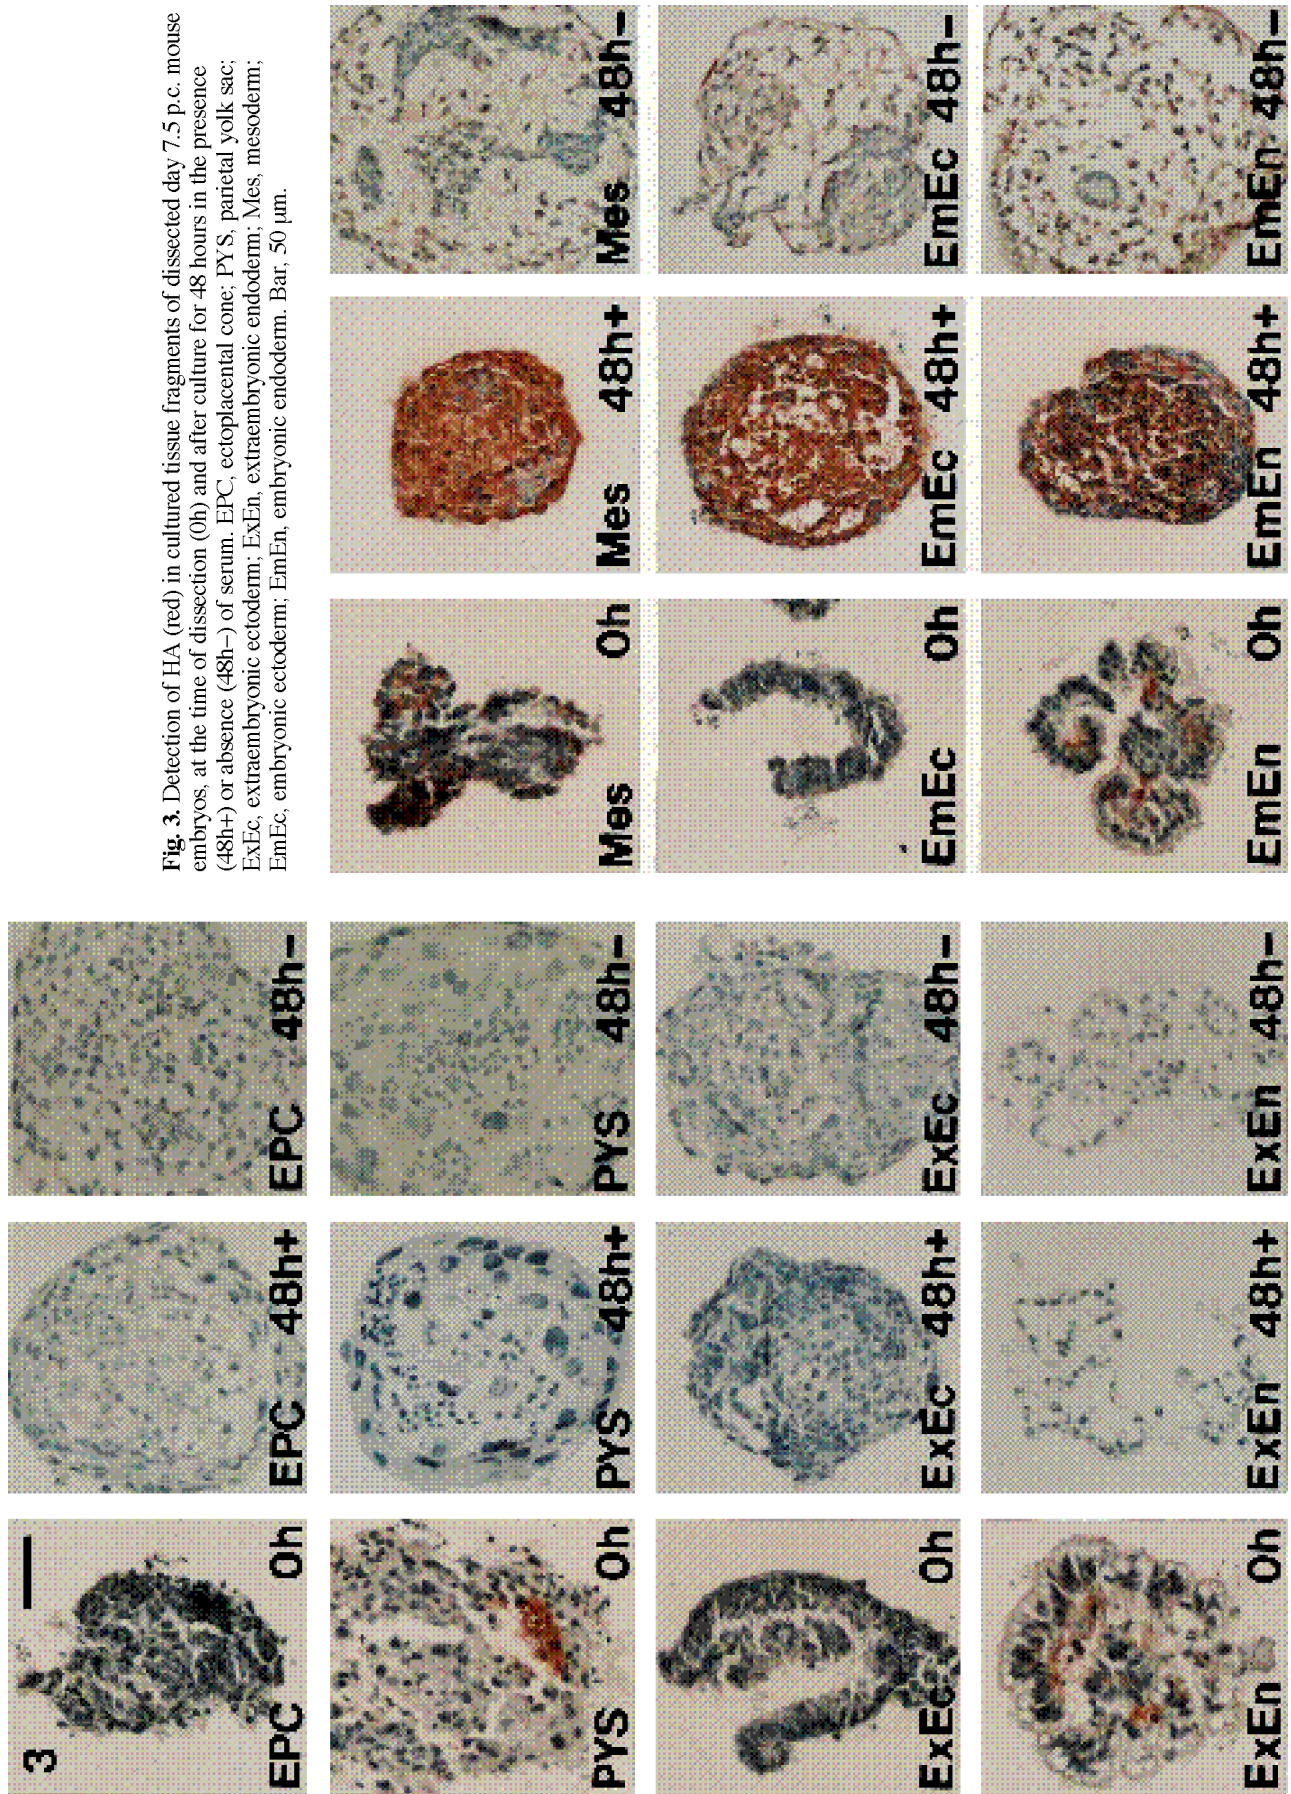 3
EPC 0h EPC 48h+ EPC 48h−
Fig. 3. Detection of HA (red) in cultured tissue fragments of dissected day 7.5 p.c. mouse
embryos, at the time of dissection (0h) and after culture for 48 hours in the presence
(48h+) or absence (48h−) of serum. EPC, ectoplacental cone; PYS, parietal yolk sac;
ExEc, extraembryonic ectoderm; ExEn, extraembryonic endoderm; Mes, mesoderm;
EmEc, embryonic ectoderm; EmEn, embryonic endoderm. Bar, 50 µm.
PYS 0h PYS 48h+ PYS 48h− Mes 0h Mes 48h+ Mes 48h−
ExEc 0h ExEc 48h+ ExEc 48h− EmEc 0h EmEc 48h+ EmEc 48h−
ExEn 0h ExEn 48h+ ExEn 48h− EmEn 0h EmEn 48h+ EmEn 48h−